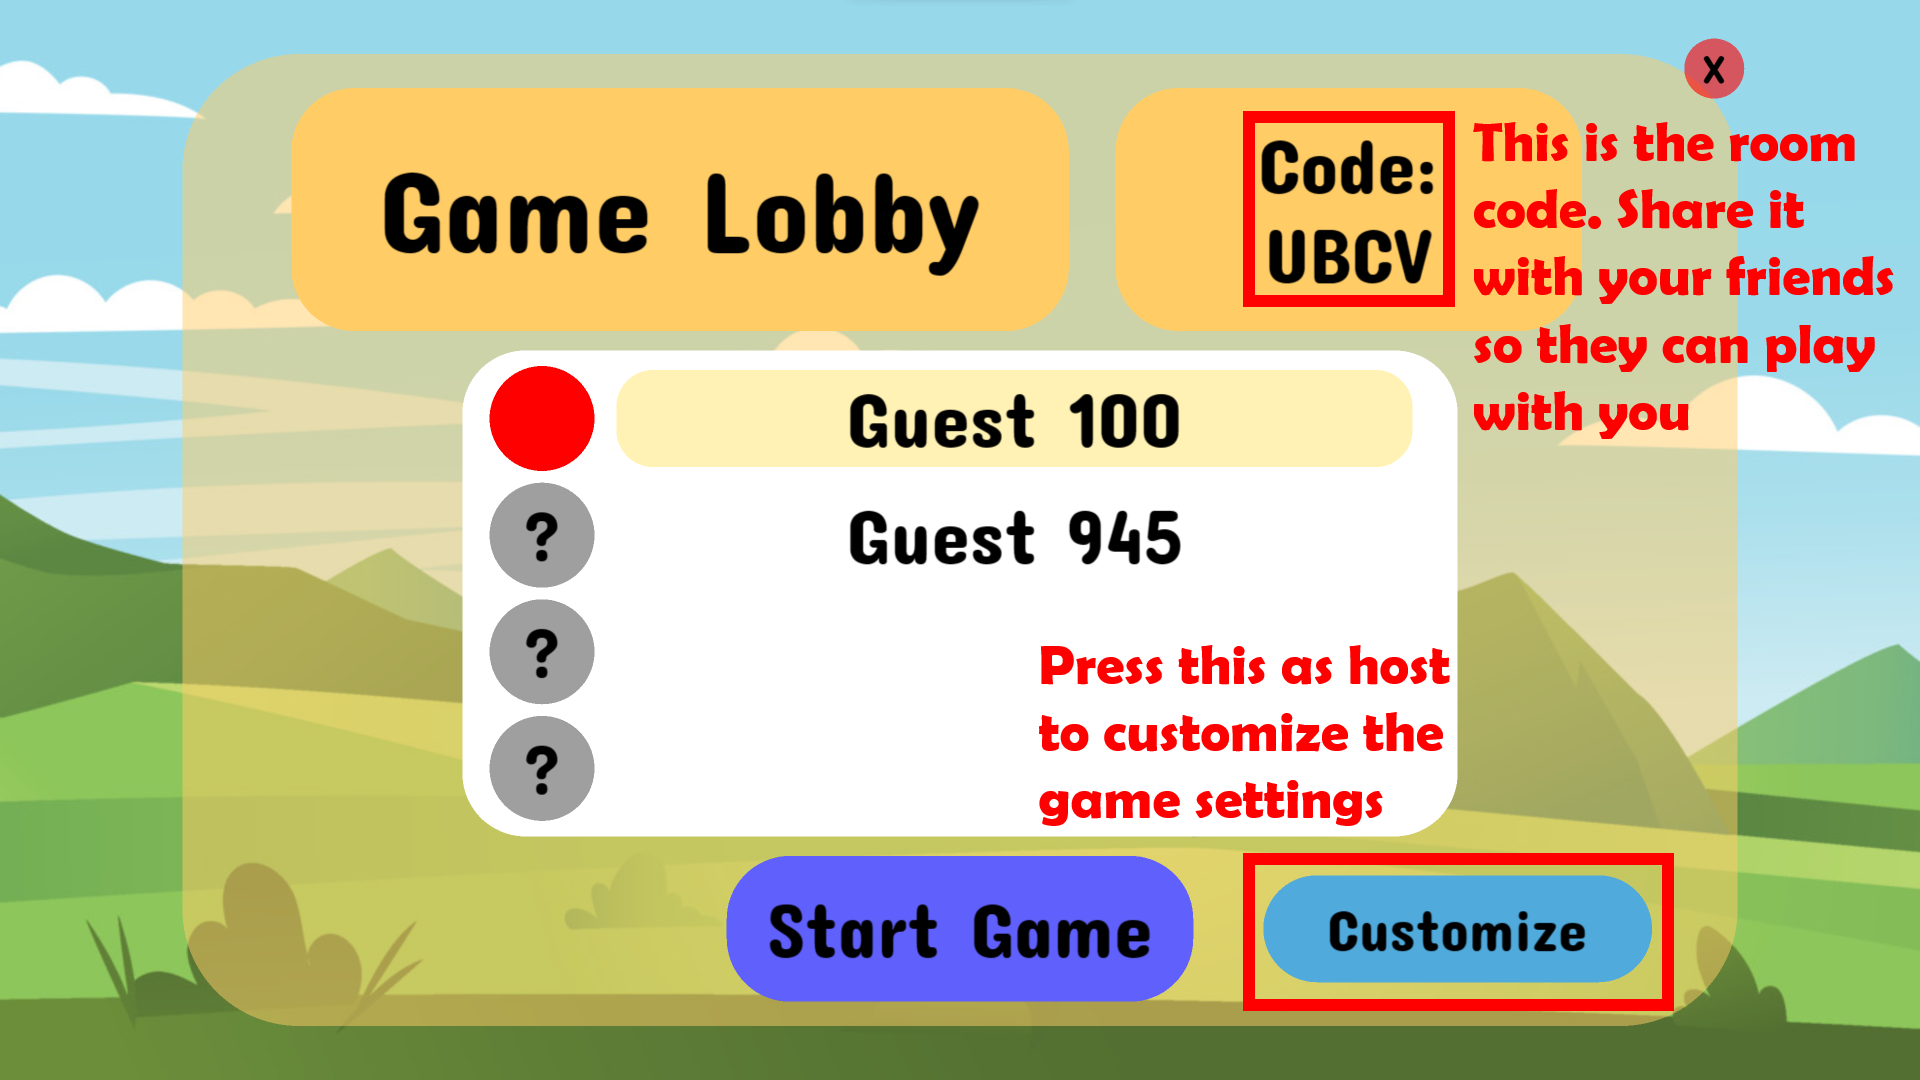 X
Game Lobby
Code:
UBCV
This is the room
code. Share it
with your friends
so they can play
with you
Guest 100
? Guest 945
?
?
Press this as host
to customize the
game settings
Start Game
Customize